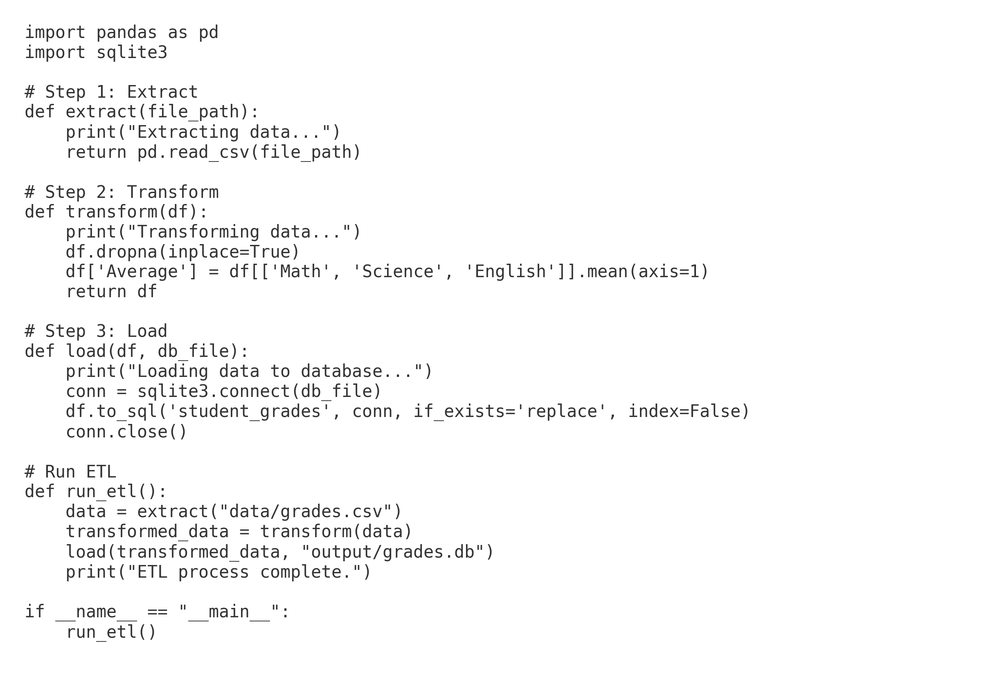 import pandas as pd
import sqlite3

# Step 1: Extract
def extract(file_path):
    print("Extracting data...")
    return pd.read_csv(file_path)

# Step 2: Transform
def transform(df):
    print("Transforming data...")
    df.dropna(inplace=True)
    df['Average'] = df[['Math', 'Science', 'English']].mean(axis=1)
    return df

# Step 3: Load
def load(df, db_file):
    print("Loading data to database...")
    conn = sqlite3.connect(db_file)
    df.to_sql('student_grades', conn, if_exists='replace', index=False)
    conn.close()

# Run ETL
def run_etl():
    data = extract("data/grades.csv")
    transformed_data = transform(data)
    load(transformed_data, "output/grades.db")
    print("ETL process complete.")

if __name__ == "__main__":
    run_etl()